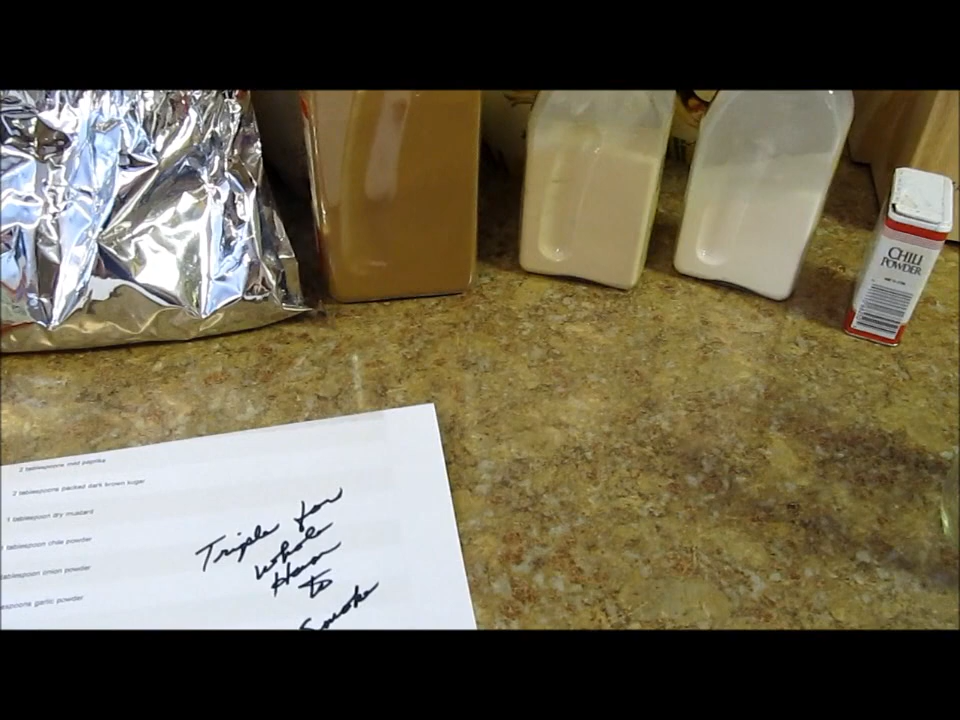 CHILI
POWDER
2 tablespoons mild paprika
2 tablespoons packed dark brown sugar
1 tablespoon dry mustard
tablespoon chile powder
tablespoon onion powder
espoons garlic powder
Triple for
whole
Ham
to
Smoke